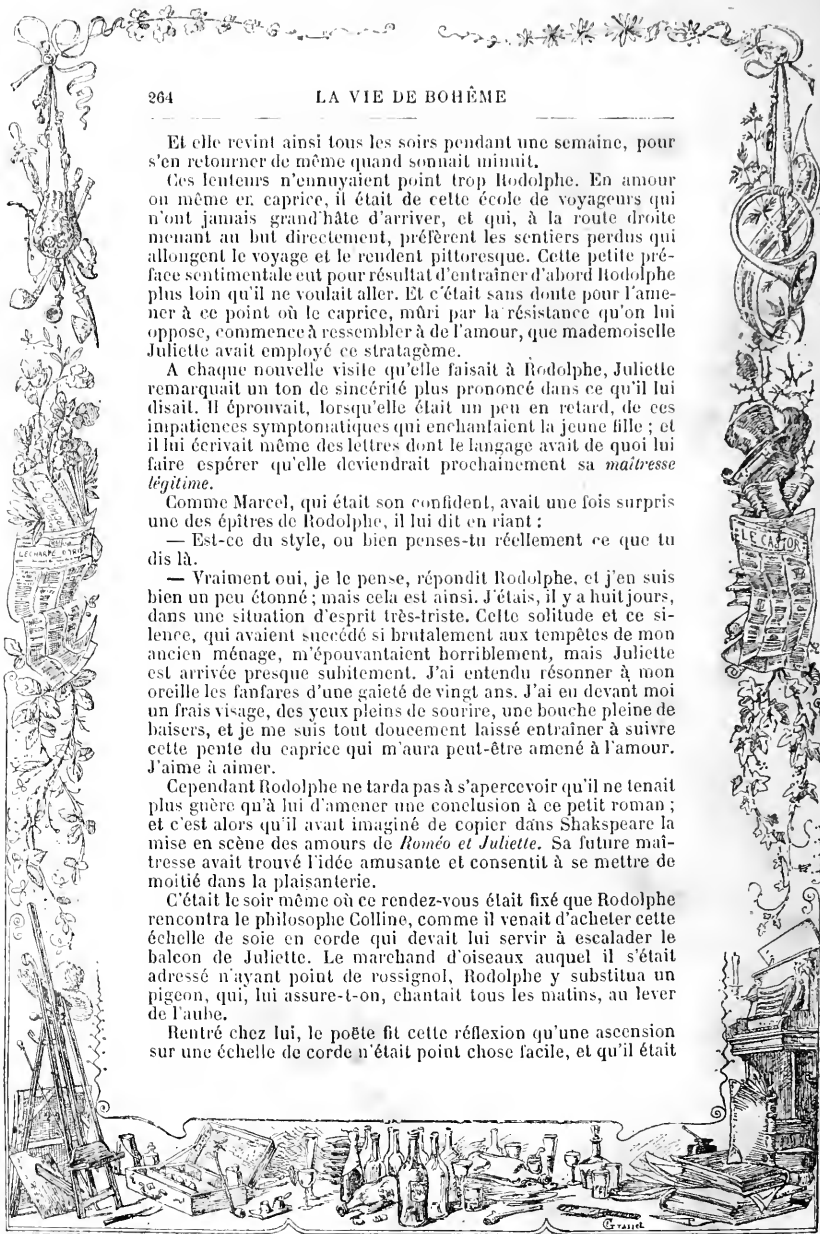 264 LA VIE DE BOHÊME
Et elle revint ainsi tous les soirs pendant une semaine, pour
s'en retourner de même quand sonnait minuit.
Ces lenteurs n'ennuyaient point trop Rodolphe. En amour
ou même en caprice, il était de cette école de voyageurs qui
n'ont jamais grand'hâte d'arriver, et qui, à la route droite
menant au but directement, préfèrent les sentiers perdus qui
allongent le voyage et le rendent pittoresque. Cette petite pré-
face sentimentale eut pour résultat d'entraîner d'abord Rodolphe
plus loin qu'il ne voulait aller. Et c'était sans doute pour l'ame-
ner à ce point où le caprice, mûri par la résistance qu'on lui
oppose, commence à ressembler à de l'amour, que mademoiselle
Juliette avait employé ce stratagème.
A chaque nouvelle visite qu'elle faisait à Rodolphe, Juliette
remarquait un ton de sincérité plus prononcé dans ce qu'il lui
disait. Il éprouvait, lorsqu'elle était un peu en retard, de ces
impatiences symptomatiques qui enchantaient la jeune fille ; et
il lui écrivait même des lettres dont le langage avait de quoi lui
faire espérer qu'elle deviendrait prochainement sa maîtresse
légitime.
Comme Marcel, qui était son confident, avait une fois surpris
une des épîtres de Rodolphe, il lui dit en riant :
— Est-ce du style, ou bien penses-tu réellement ce que tu
dis là.
— Vraiment oui, je le pense, répondit Rodolphe, et j'en suis
bien un peu étonné ; mais cela est ainsi. J'étais, il y a huit jours,
dans une situation d'esprit très-triste. Cette solitude et ce si-
lence, qui avaient succédé si brutalement aux tempêtes de mon
ancien ménage, m'épouvantaient horriblement, mais Juliette
est arrivée presque subitement. J'ai entendu résonner à mon
oreille les fanfares d'une gaieté de vingt ans. J'ai eu devant moi
un frais visage, des yeux pleins de sourire, une bouche pleine de
baisers, et je me suis tout doucement laissé entraîner à suivre
cette pente du caprice qui m'aura peut-être amené à l'amour.
J'aime à aimer.
Cependant Rodolphe ne tarda pas à s'apercevoir qu'il ne tenait
plus guère qu'à lui d'amener une conclusion à ce petit roman ;
et c'est alors qu'il avait imaginé de copier dans Shakspeare la
mise en scène des amours de Roméo et Juliette. Sa future maî-
tresse avait trouvé l'idée amusante et consentit à se mettre de
moitié dans la plaisanterie.
C'était le soir même où ce rendez-vous était fixé que Rodolphe
rencontra le philosophe Colline, comme il venait d'acheter cette
échelle de soie en corde qui devait lui servir à escalader le
balcon de Juliette. Le marchand d'oiseaux auquel il s'était
adressé n'ayant point de rossignol, Rodolphe y substitua un
pigeon, qui, lui assure-t-on, chantait tous les matins, au lever
de l'aube.
Rentré chez lui, le poëte fit cette réflexion qu'une ascension
sur une échelle de corde n'était point chose facile, et qu'il était
LECHARPE D'IRIS
LE CASTOR
Grasset